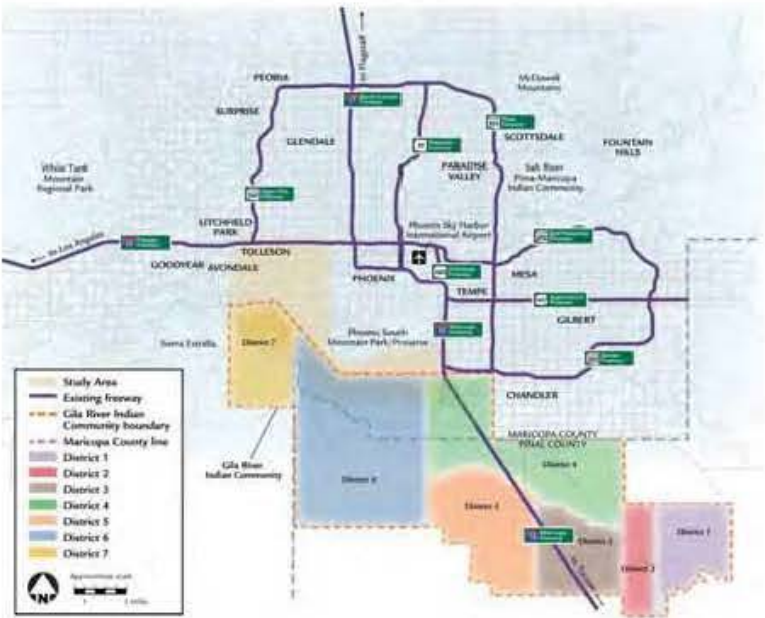 to Flagstaff
PEORIA
McDowell
Mountains
SURPRISE
GLENDALE
SCOTTSDALE
FOUNTAIN
HILLS
PARADISE
VALLEY
Salt River
Pima-Maricopa
Indian Community
White Tank
Mountain
Regional Park
LITCHFIELD
PARK
Phoenix Sky Harbor
International Airport
to Los Angeles
TOLLESON
GOODYEAR
AVONDALE
PHOENIX
MESA
TEMPE
GILBERT
Sierra Estrella
District 7
Phoenix South
Mountain Park/Preserve
CHANDLER
MARICOPA COUNTY
PINAL COUNTY
Gila River
Indian Community
District 6
District 4
District 5
District 3
District 2
District 1
to Tucson
Study Area
Existing freeway
Gila River Indian
Community boundary
Maricopa County line
District 1
District 2
District 3
District 4
District 5
District 6
District 7
Approximate scale
N